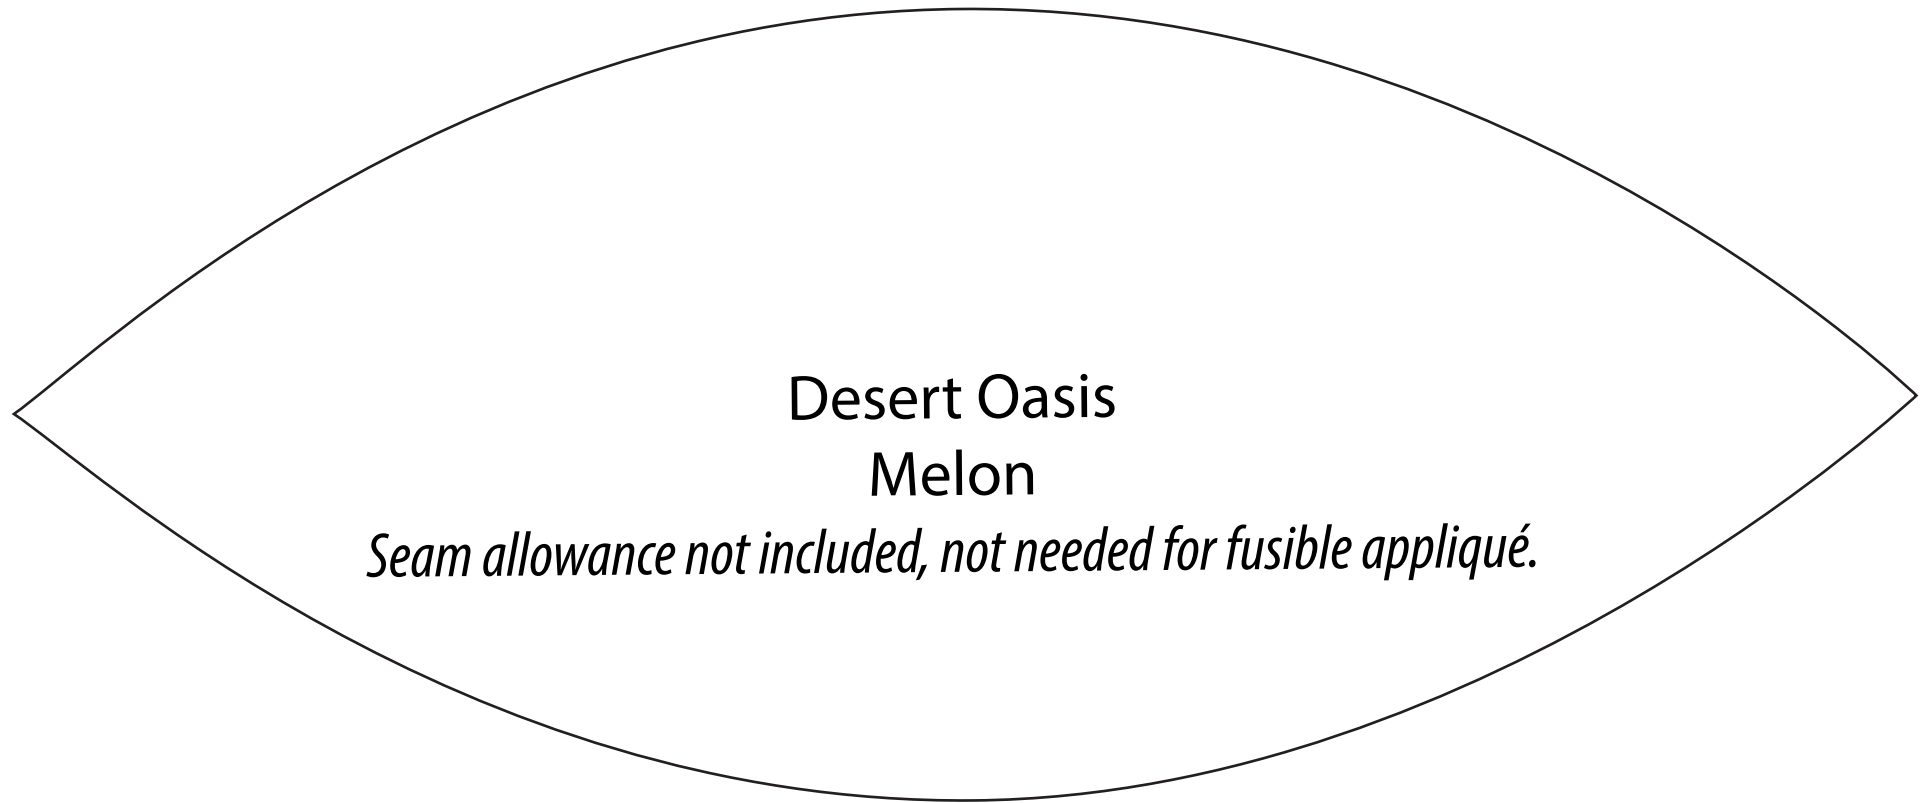 Desert Oasis
Melon
Seam allowance not included, not needed for fusible appliqué.